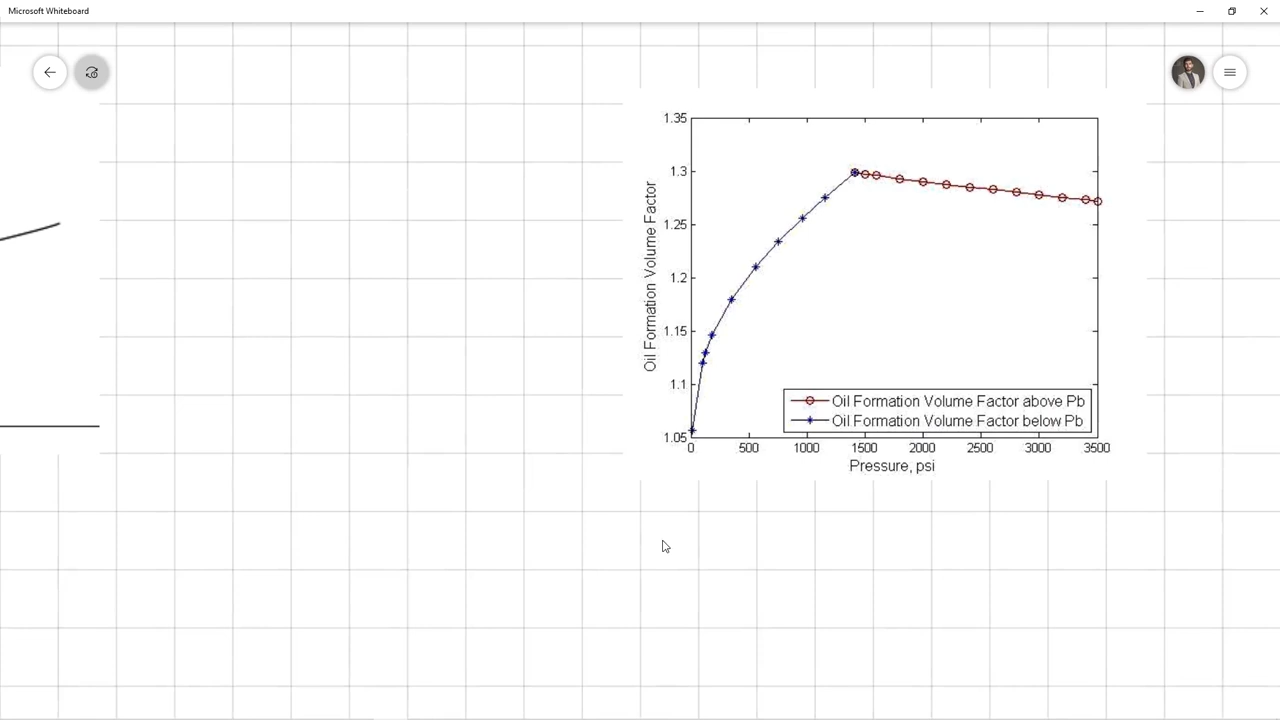 Microsoft Whiteboard
1.35
1.3
1.25
1.2
1.15
1.1
1.05
Oil Formation Volume Factor
Oil Formation Volume Factor above Pb
Oil Formation Volume Factor below Pb
0 500 1000 1500 2000 2500 3000 3500
Pressure, psi